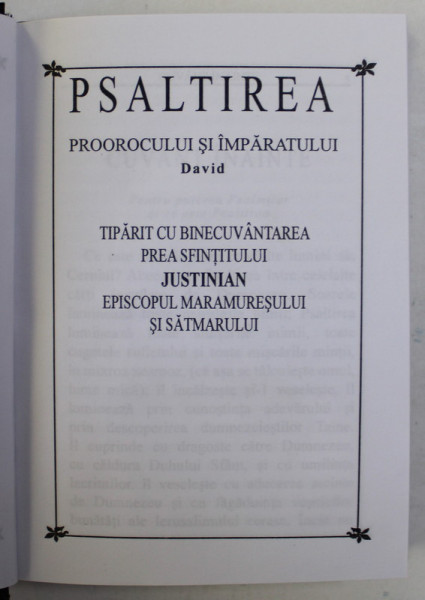 PSALTIREA
PROOROCULUI ŞI ÎMPĂRATULUI
David
TIPĂRIT CU BINECUVÂNTAREA
PREA SFINŢITULUI
JUSTINIAN
EPISCOPUL MARAMUREŞULUI
ŞI SĂTMARULUI